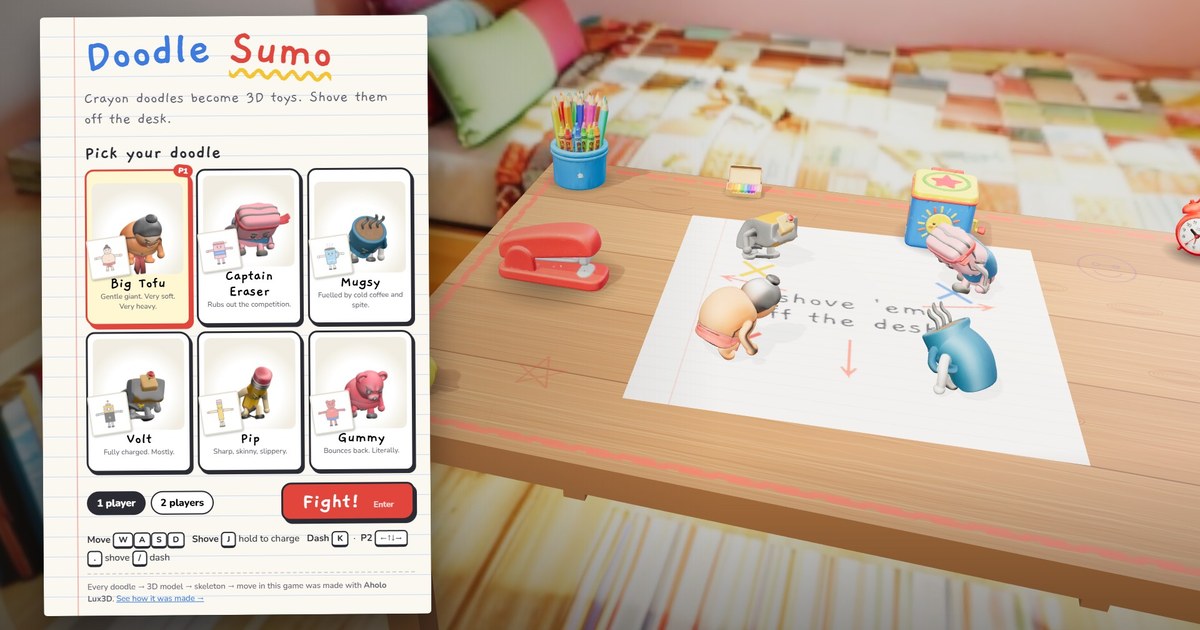 Doodle Sumo
Crayon doodles become 3D toys. Shove them
off the desk.
Pick your doodle
P1
Big Tofu
Gentle giant. Very soft.
Very heavy.
Captain
Eraser
Rubs out the competition.
Mugsy
Fuelled by cold coffee and
spite.
Volt
Fully charged. Mostly.
Pip
Sharp, skinny, slippery.
Gummy
Bounces back. Literally.
1 player
2 players
Fight! Enter
Move W A S D Shove J hold to charge Dash K · P2 ←↑↓→
. shove / dash
Every doodle → 3D model → skeleton → move in this game was made with Aholo
Lux3D. See how it was made →
shove 'em
ff the desk